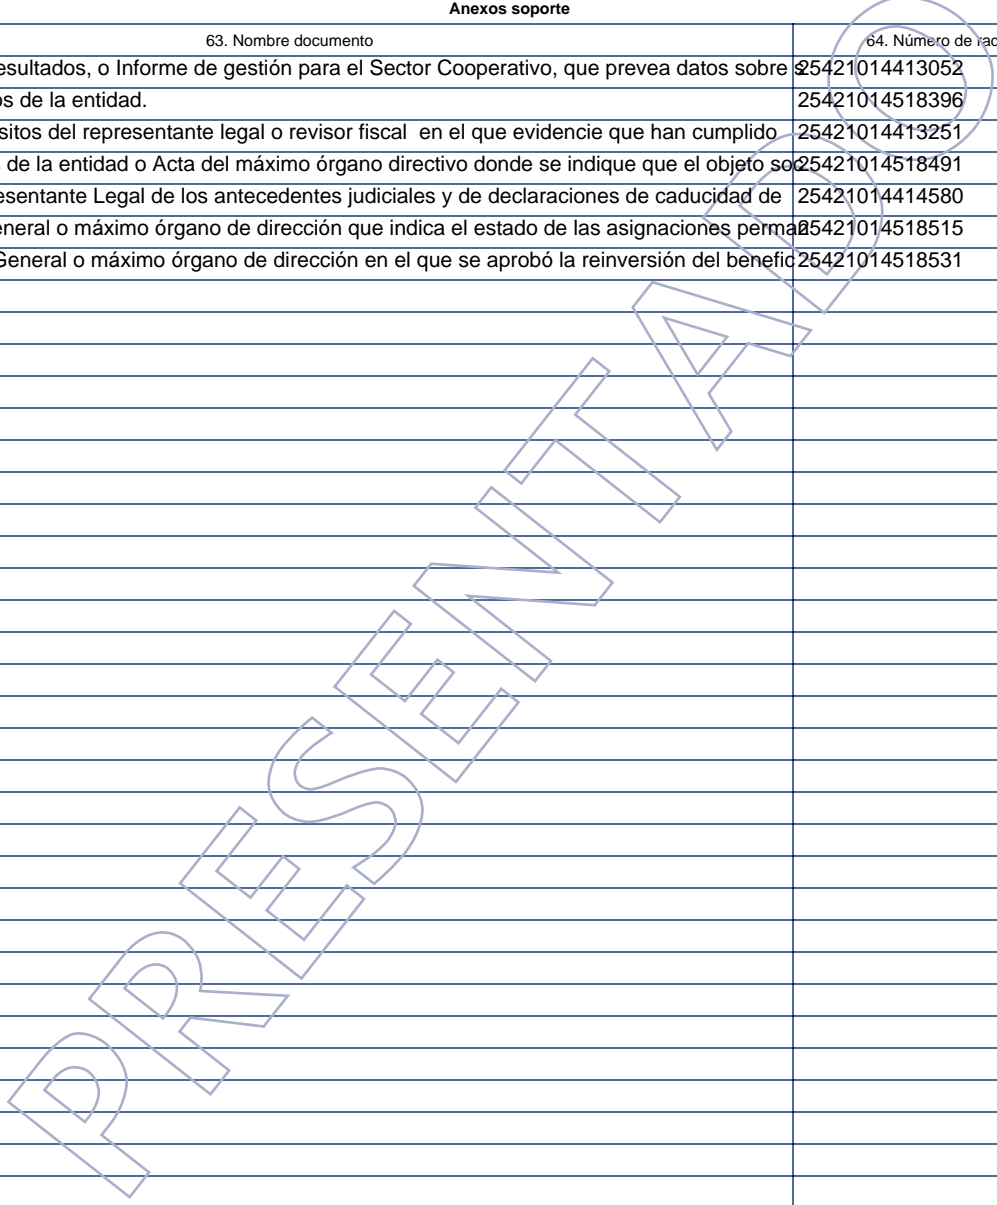 Anexos soporte
63. Nombre documento 64. Número de rad
esultados, o Informe de gestión para el Sector Cooperativo, que prevea datos sobre s 25421014413052
os de la entidad. 25421014518396
sitos del representante legal o revisor fiscal en el que evidencie que han cumplido 25421014413251
s de la entidad o Acta del máximo órgano directivo donde se indique que el objeto soc 25421014518491
esentante Legal de los antecedentes judiciales y de declaraciones de caducidad de 25421014414580
eneral o máximo órgano de dirección que indica el estado de las asignaciones perman 25421014518515
General o máximo órgano de dirección en el que se aprobó la reinversión del benefic 25421014518531
PRESENTADO